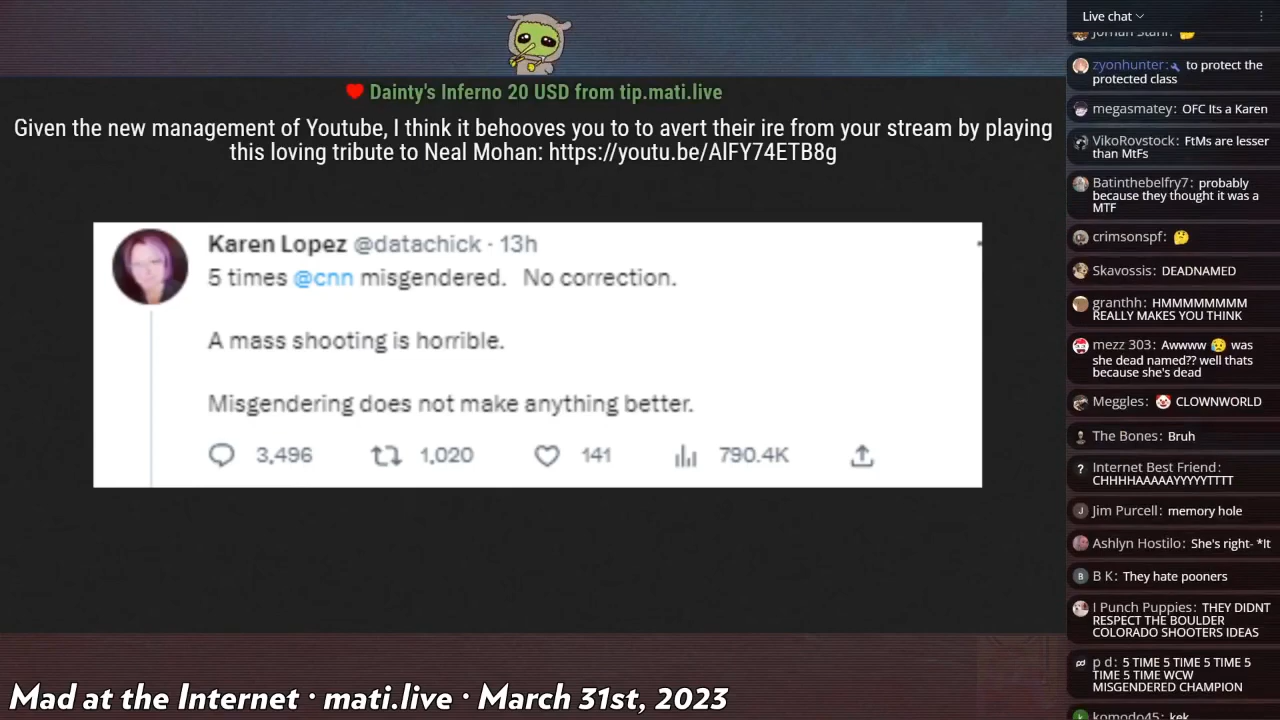 Dainty's Inferno 20 USD from tip.mati.live
Given the new management of Youtube, I think it behooves you to to avert their ire from your stream by playing
this loving tribute to Neal Mohan: https://youtu.be/AlFY74ETB8g
Karen Lopez @datachick · 13h
5 times @cnn misgendered. No correction.
A mass shooting is horrible.
Misgendering does not make anything better.
3,496 1,020 141 790.4K
Mad at the Internet · mati.live · March 31st, 2023
Live chat
zyonhunter: to protect the
protected class
megasmatey: OFC Its a Karen
VikoRovstock: FtMs are lesser
than MtFs
Batinthebelfry7: probably
because they thought it was a
MTF
crimsonspf: 🤔
Skavossis: DEADNAMED
granthh: HMMMMMMMM
REALLY MAKES YOU THINK
mezz 303: Awwww 😥 was
she dead named?? well thats
because she's dead
Meggles: 🤡 CLOWNWORLD
The Bones: Bruh
Internet Best Friend:
CHHHHAAAAAYYYYYTTTT
Jim Purcell: memory hole
Ashlyn Hostilo: She's right- *It
B K: They hate pooners
I Punch Puppies: THEY DIDNT
RESPECT THE BOULDER
COLORADO SHOOTERS IDEAS
p d: 5 TIME 5 TIME 5 TIME 5
TIME 5 TIME WCW
MISGENDERED CHAMPION
komodo45: kek